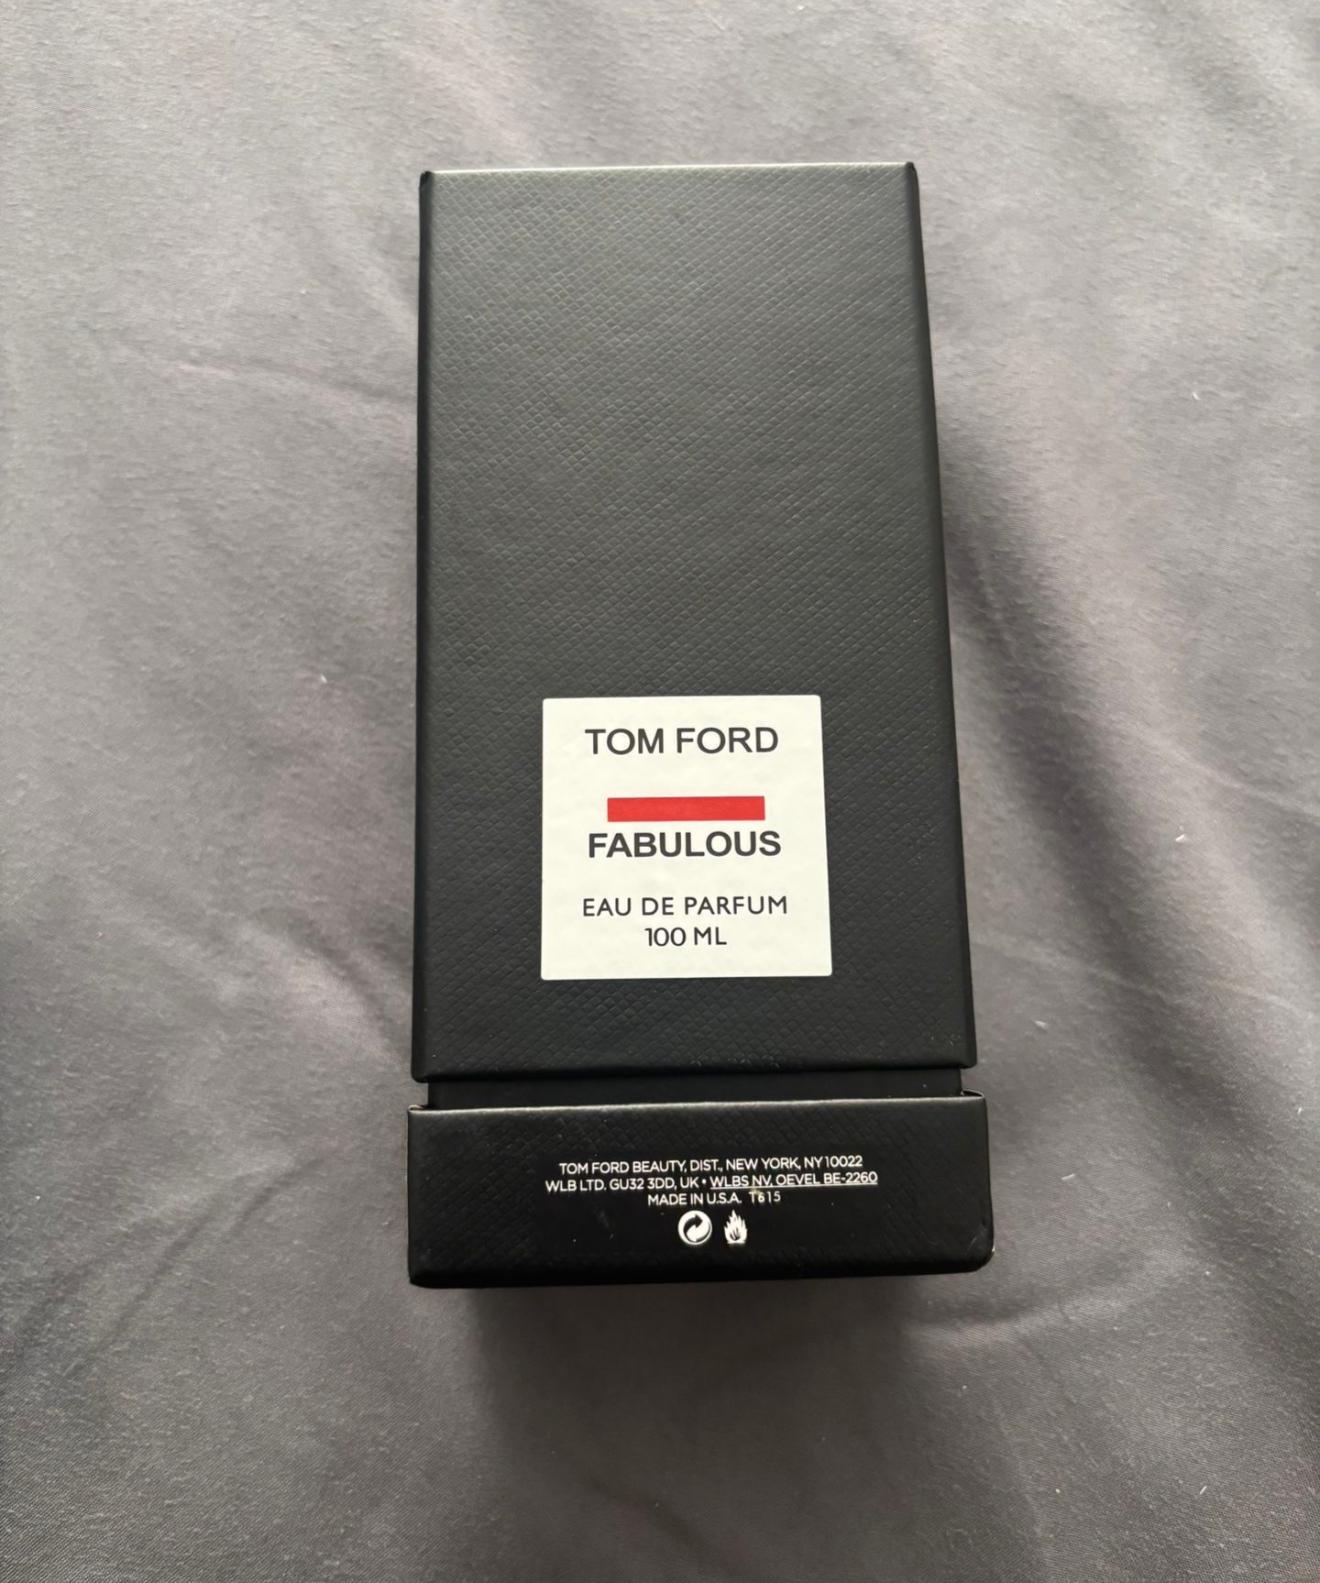 TOM FORD
FABULOUS
EAU DE PARFUM
100 ML
TOM FORD BEAUTY, DIST., NEW YORK, NY 10022
WLB LTD. GU32 3DD, UK • WLBS NV, OEVEL BE-2260
MADE IN U.S.A. T615